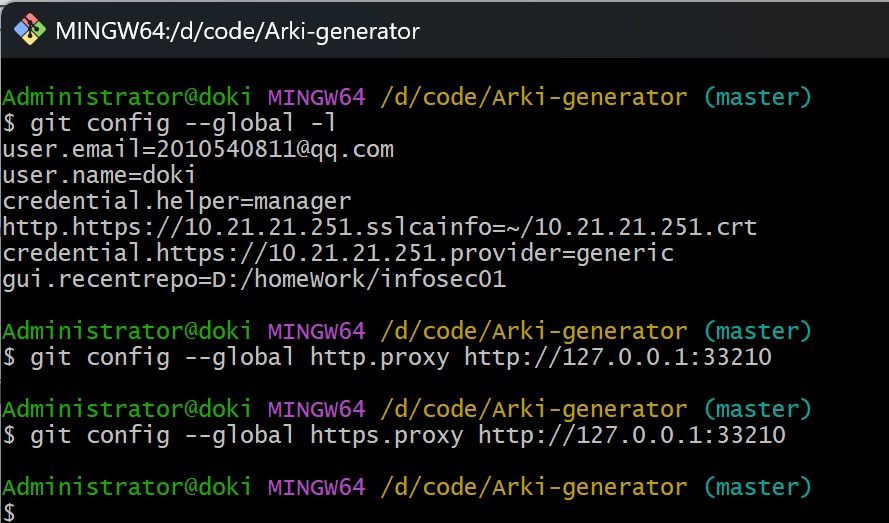 MINGW64:/d/code/Arki-generator
Administrator@doki MINGW64 /d/code/Arki-generator (master)
$ git config --global -l
user.email=2010540811@qq.com
user.name=doki
credential.helper=manager
http.https://10.21.21.251.sslcainfo=~/10.21.21.251.crt
credential.https://10.21.21.251.provider=generic
gui.recentrepo=D:/homeWork/infosec01
Administrator@doki MINGW64 /d/code/Arki-generator (master)
$ git config --global http.proxy http://127.0.0.1:33210
Administrator@doki MINGW64 /d/code/Arki-generator (master)
$ git config --global https.proxy http://127.0.0.1:33210
Administrator@doki MINGW64 /d/code/Arki-generator (master)
$